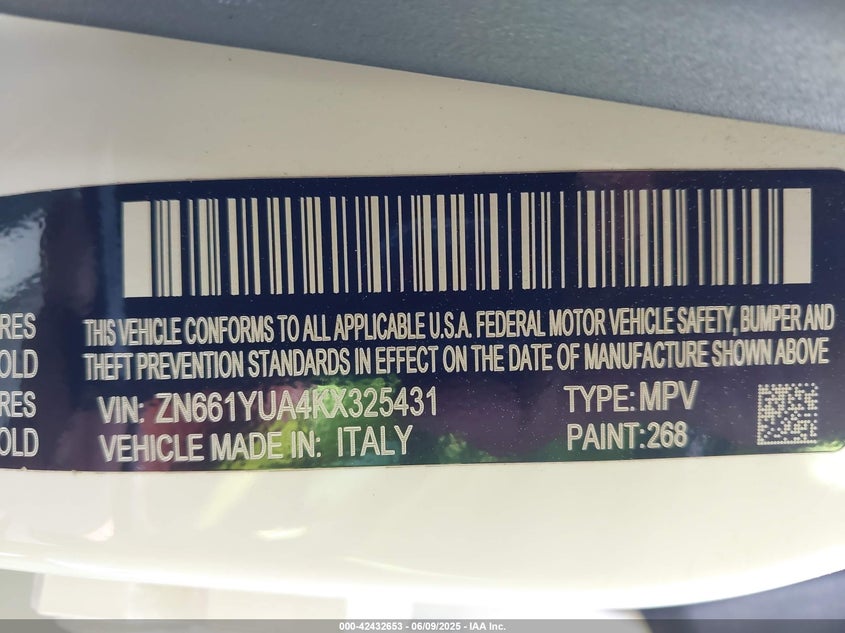 THIS VEHICLE CONFORMS TO ALL APPLICABLE U.S.A. FEDERAL MOTOR VEHICLE SAFETY, BUMPER AND
RES
THEFT PREVENTION STANDARDS IN EFFECT ON THE DATE OF MANUFACTURE SHOWN ABOVE
OLD
RES VIN: ZN661YUA4KX325431 TYPE: MPV
OLD VEHICLE MADE IN: ITALY PAINT:268
000-42432653 - 06/09/2025 - IAA Inc.